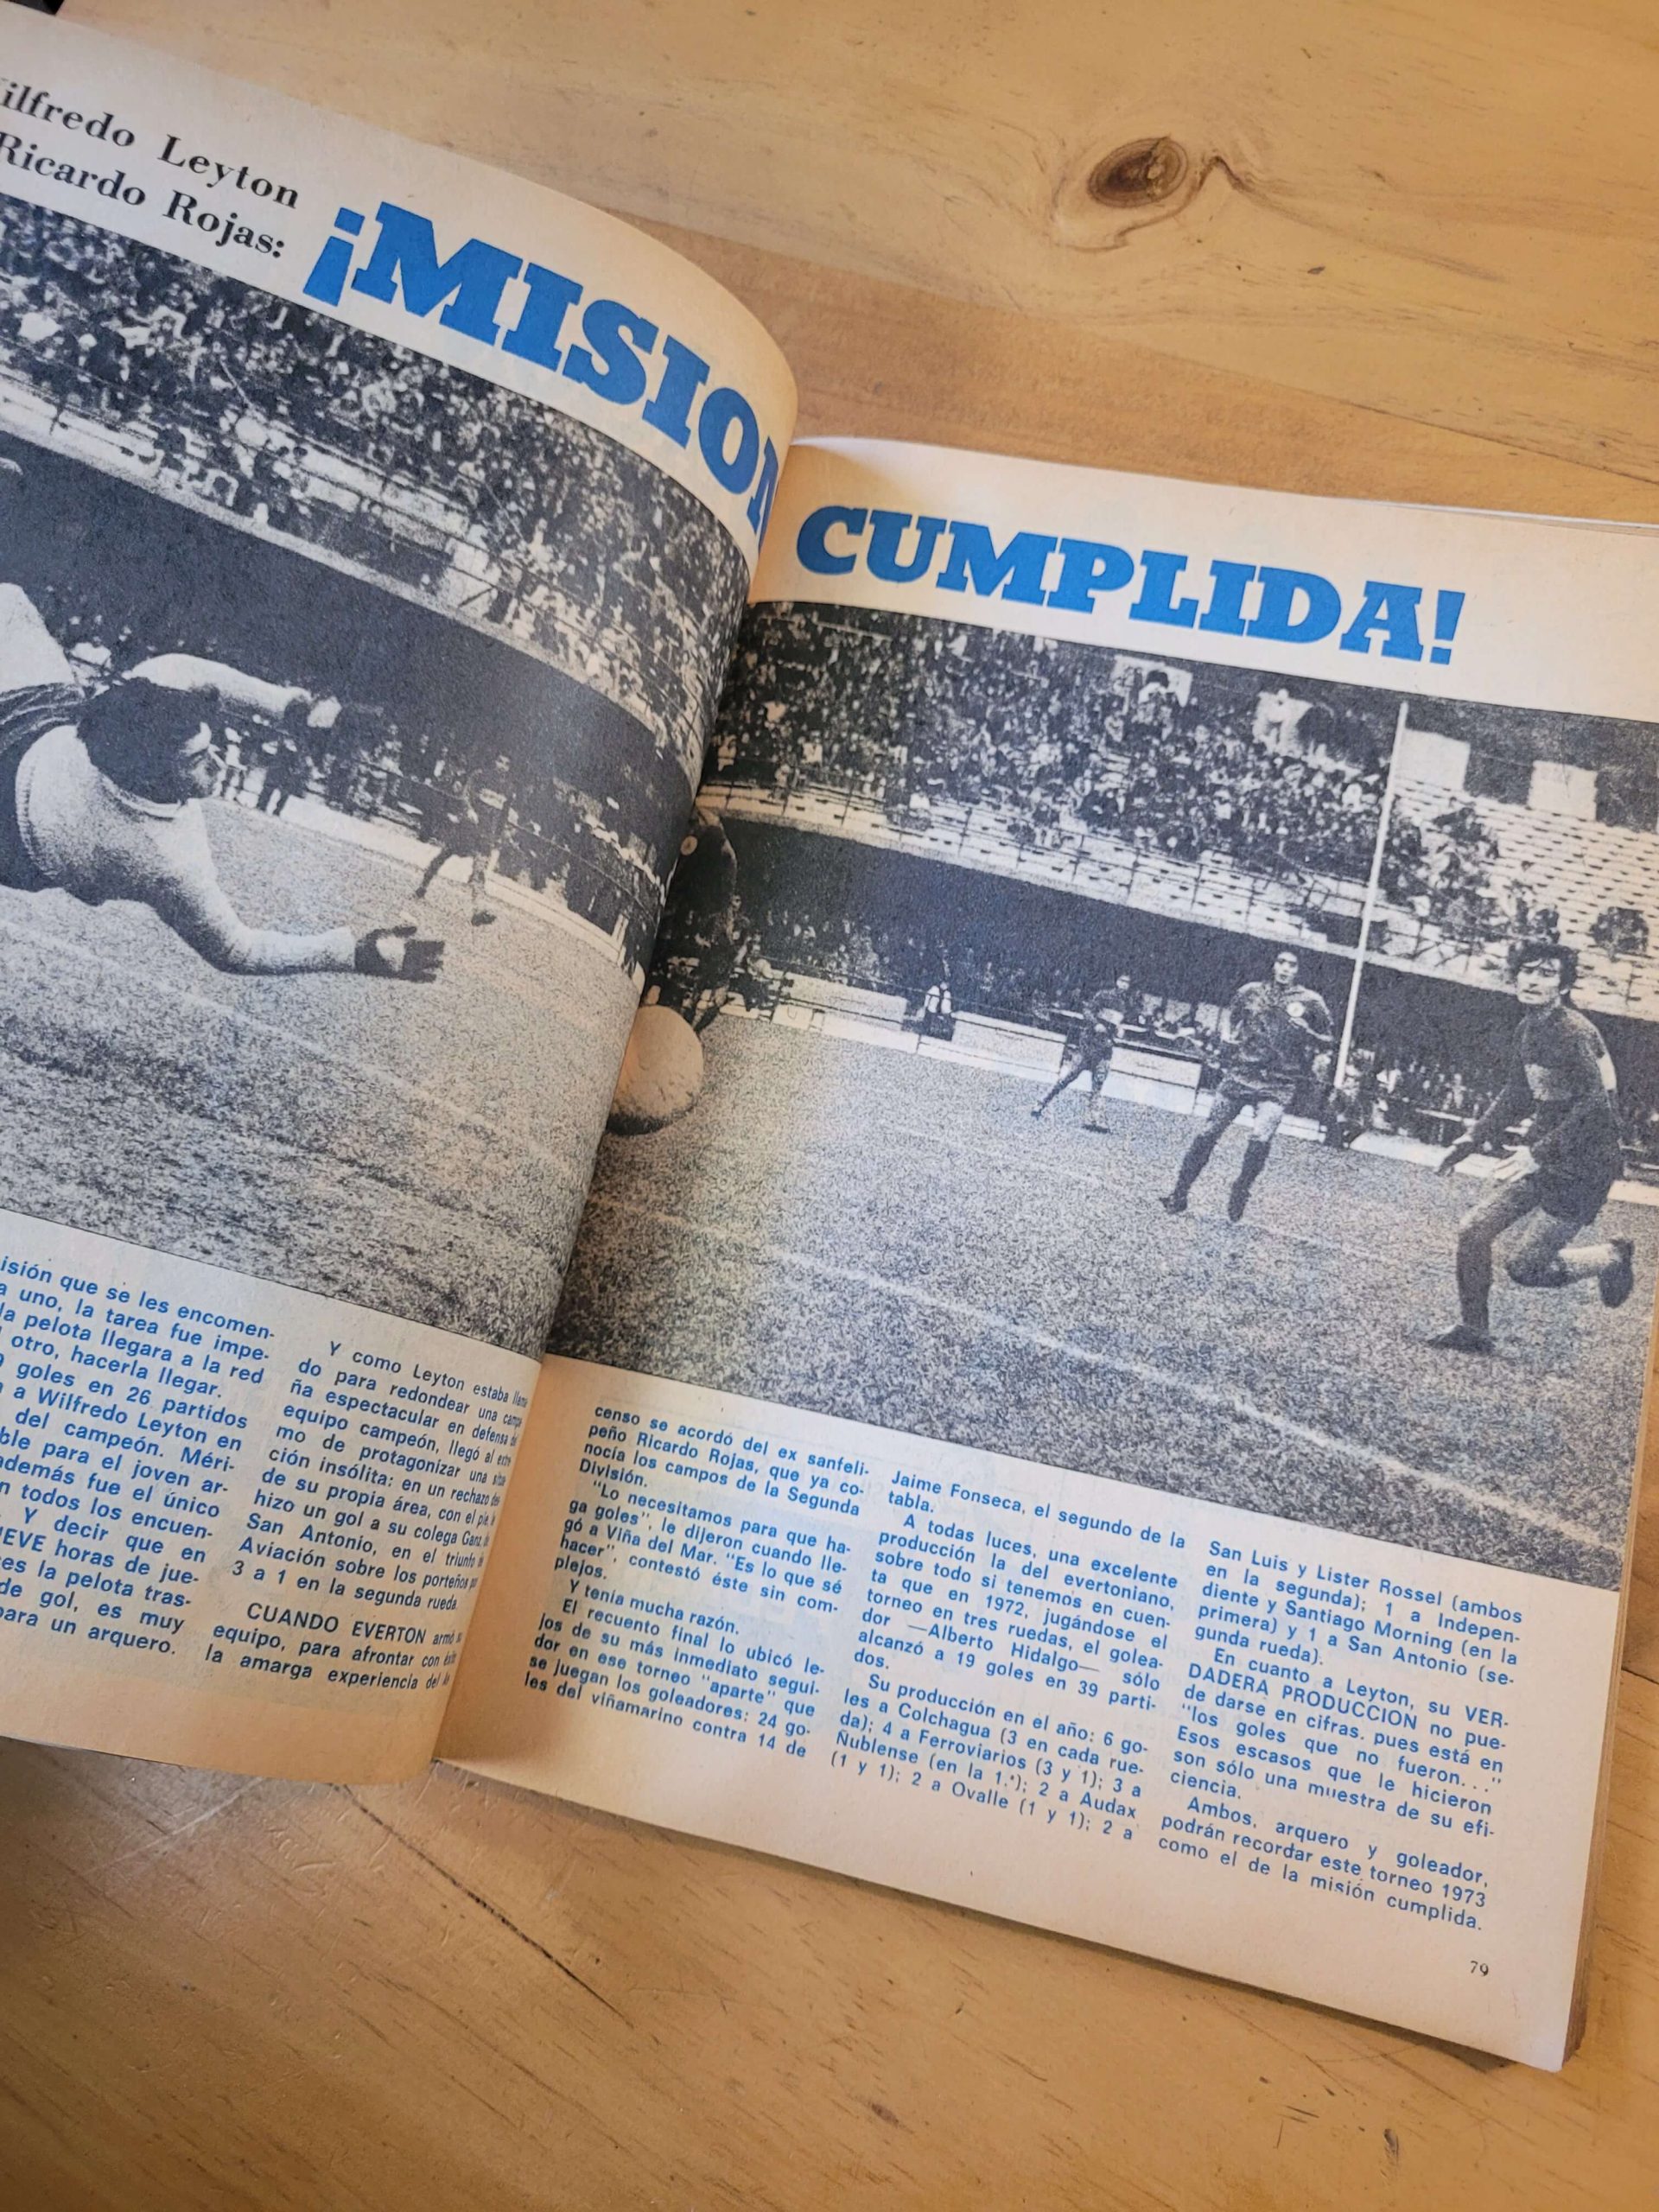 ilfredo Leyton
Ricardo Rojas:
¡MISION
CUMPLIDA!
isión que se les encomen-
a uno, la tarea fue impe-
la pelota llegara a la red
otro, hacerla llegar.
goles en 26 partidos
a Wilfredo Leyton en
del campeón. Méri-
ble para el joven ar-
además fue el único
n todos los encuen-
Y decir que en
EVE horas de jue-
es la pelota tras-
de gol, es muy
para un arquero.
Y como Leyton estaba
do para redondear una
ña espectacular en defensa
equipo campeón, llegó al
mo de protagonizar una
ción insólita: en un rechazo
de su propia área, con el pie,
hizo un gol a su colega
San Antonio, en el triunfo
Aviación sobre los porteños
3 a 1 en la segunda rueda.
CUANDO EVERTON armó
equipo, para afrontar con
la amarga experiencia del
censo se acordó del ex sanfeli-
peño Ricardo Rojas, que ya co-
nocía los campos de la Segunda
División.
"Lo necesitamos para que ha-
ga goles", le dijeron cuando lle-
gó a Viña del Mar. "Es lo que sé
hacer", contestó éste sin com-
plejos.
Y tenía mucha razón.
El recuento final lo ubicó le-
jos de su más inmediato segui-
dor en ese torneo "aparte" que
se juegan los goleadores: 24 go-
les del viñamarino contra 14 de
Jaime Fonseca, el segundo de la
tabla.
A todas luces, una excelente
producción la del evertoniano,
sobre todo si tenemos en cuen-
ta que en 1972, jugándose el
torneo en tres ruedas, el golea-
dor —Alberto Hidalgo— sólo
alcanzó a 19 goles en 39 parti-
dos.
Su producción en el año: 6 go-
les a Colchagua (3 en cada rue-
da); 4 a Ferroviarios (3 y 1); 3 a
Ñublense (en la 1.ª); 2 a Audax
(1 y 1); 2 a Ovalle (1 y 1); 2 a
San Luis y Lister Rossel (ambos
en la segunda); 1 a Indepen-
diente y Santiago Morning (en la
primera) y 1 a San Antonio (se-
gunda rueda).
En cuanto a Leyton, su VER-
DADERA PRODUCCION no pue-
de darse en cifras, pues está en
"los goles que no fueron..."
Esos escasos que le hicieron
son sólo una muestra de su efi-
ciencia.
Ambos, arquero y goleador,
podrán recordar este torneo 1973
como el de la misión cumplida.
79